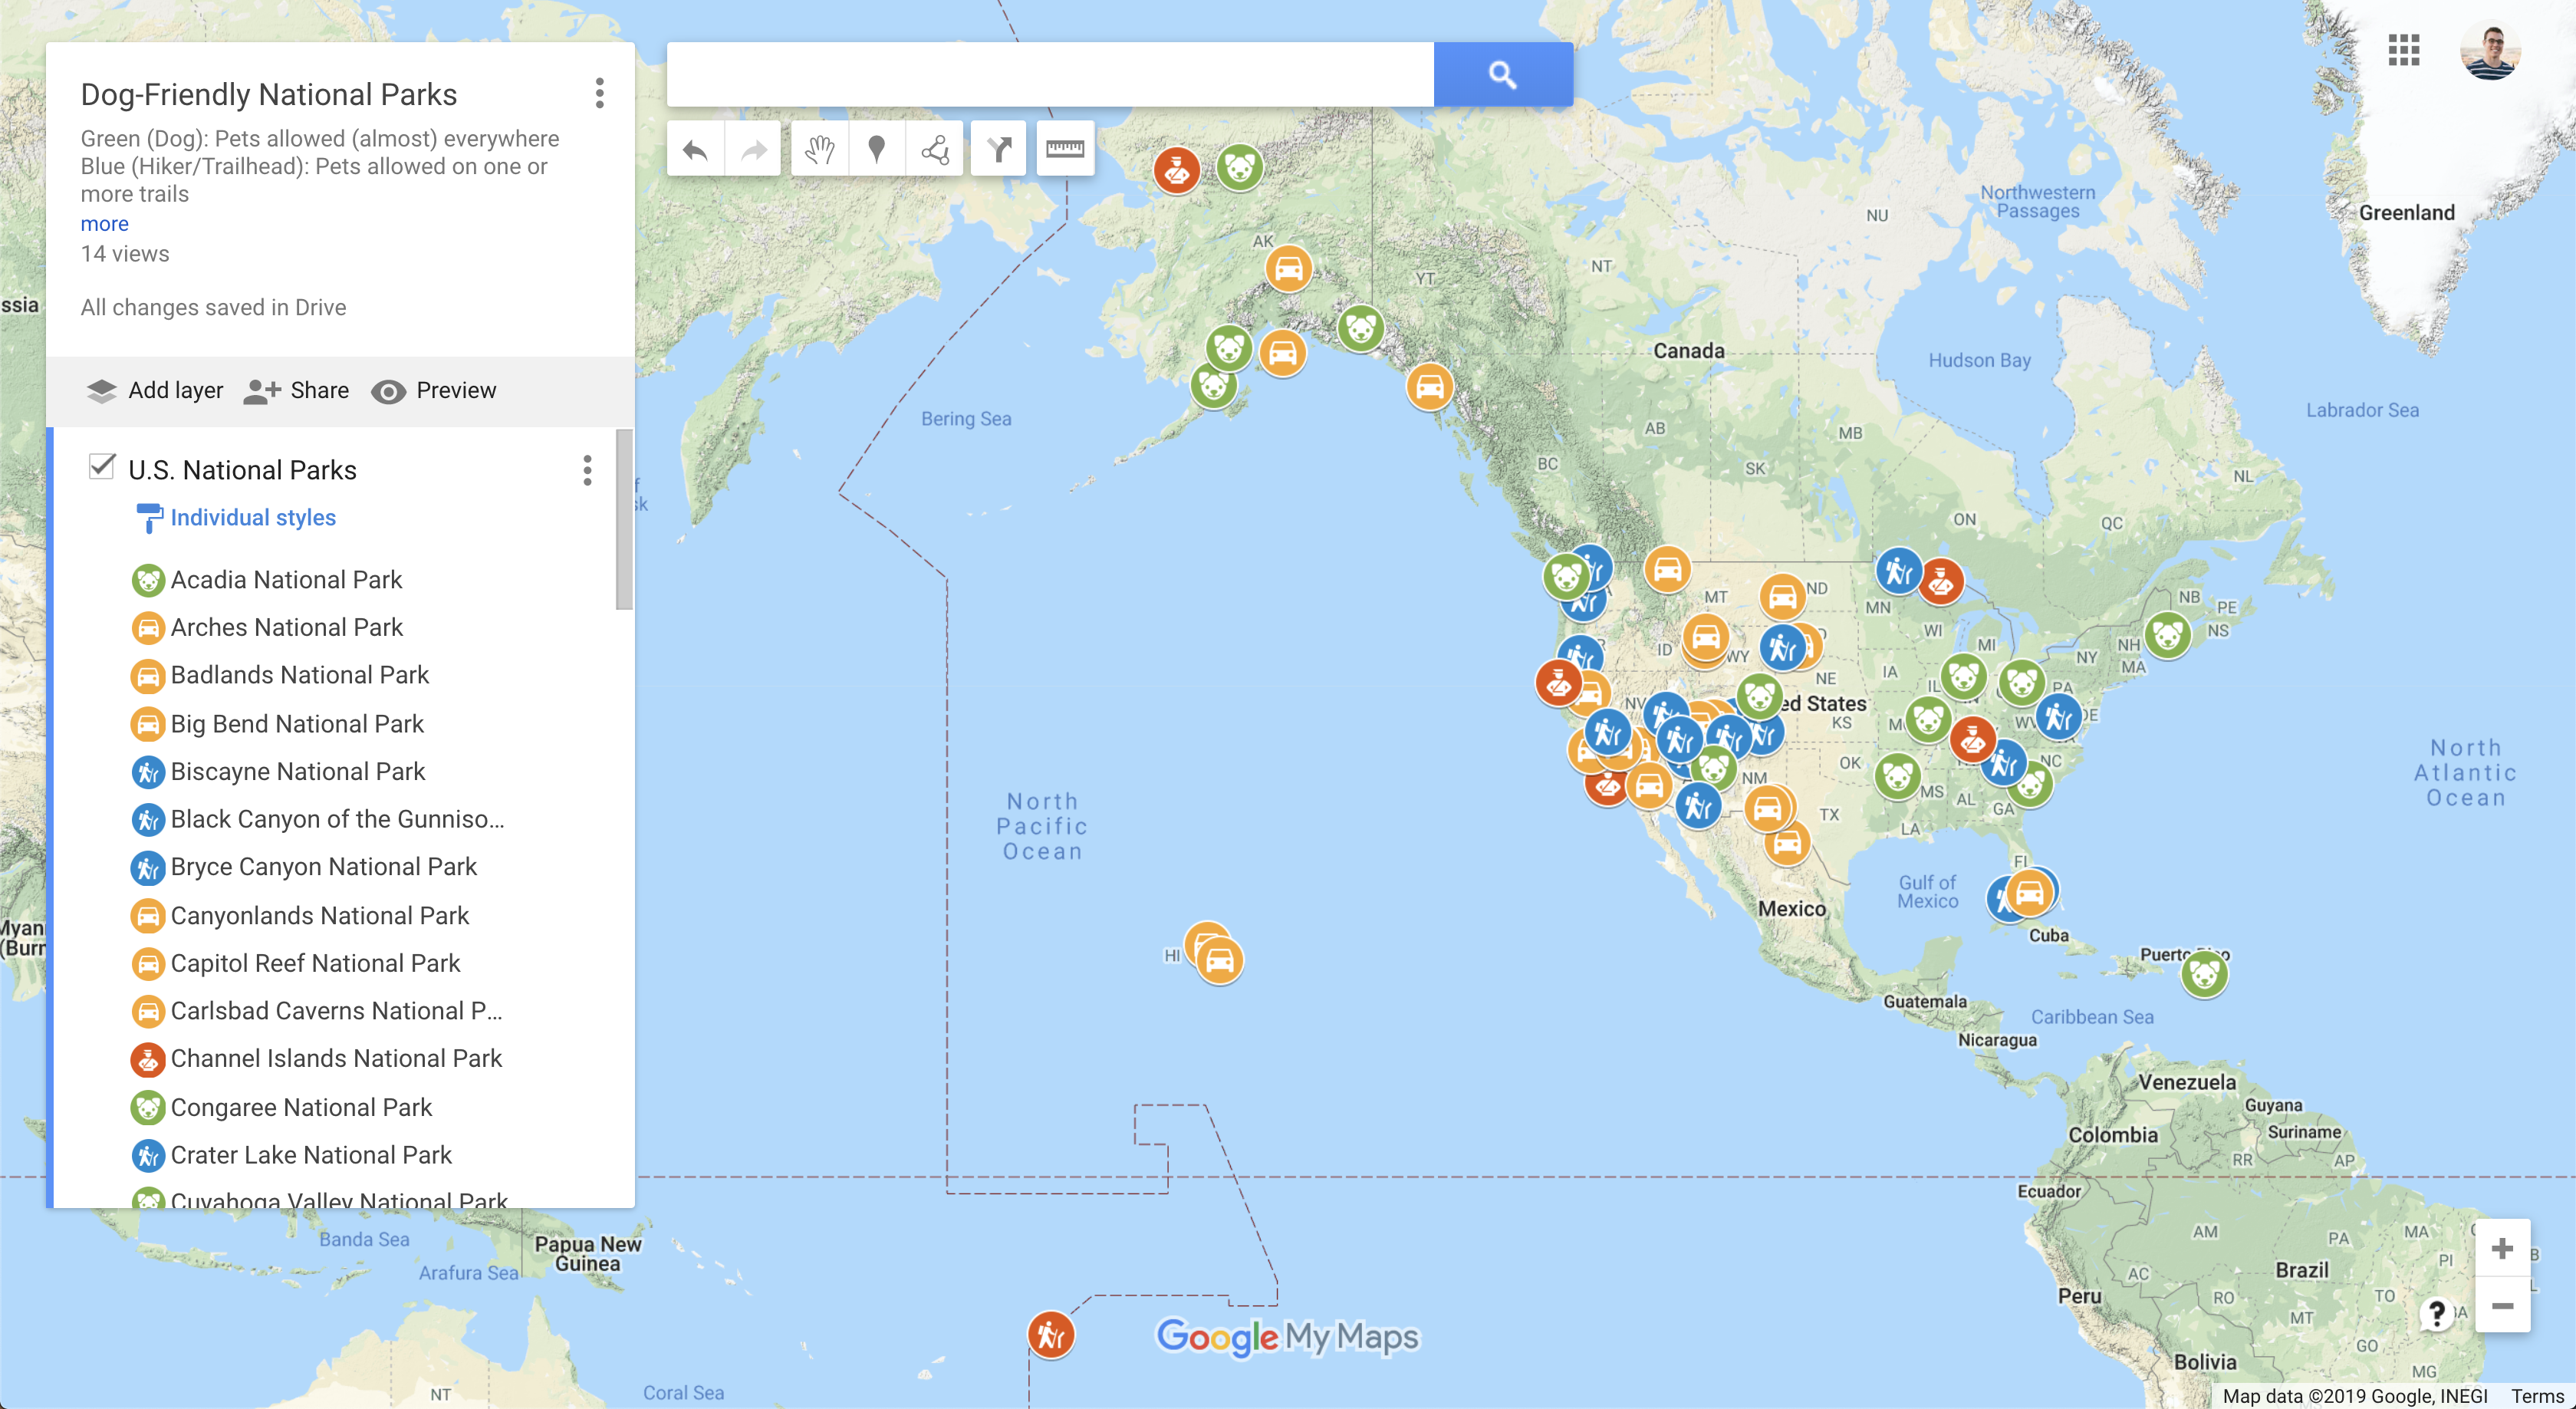 Dog-Friendly National Parks
Green (Dog): Pets allowed (almost) everywhere
Blue (Hiker/Trailhead): Pets allowed on one or
more trails
more
14 views
All changes saved in Drive
Add layer
Share
Preview
U.S. National Parks
Individual styles
Acadia National Park
Arches National Park
Badlands National Park
Big Bend National Park
Biscayne National Park
Black Canyon of the Gunniso...
Bryce Canyon National Park
Canyonlands National Park
Capitol Reef National Park
Carlsbad Caverns National P...
Channel Islands National Park
Congaree National Park
Crater Lake National Park
Cuyahoga Valley National Park
ssia
Northwestern
Passages
Greenland
NU
AK
NT
YT
Canada
Hudson Bay
Bering Sea
Labrador Sea
AB
MB
BC
SK
NL
ON
QC
ND
MT
MN
NB
PE
NS
WI
MI
NH
MA
NY
ID
WY
IA
NE
IL
PA
NV
ed States
KS
WV
DE
NC
OK
NM
MS
AL
GA
TX
LA
FL
North
Pacific
Ocean
North
Atlantic
Ocean
Gulf of
Mexico
Mexico
Cuba
HI
Guatemala
Caribbean Sea
Nicaragua
Venezuela
Guyana
Suriname
Colombia
RR
AP
Ecuador
AM
PA
MA
PI
AC
Brazil
TO
RO
MT
Peru
GO
Bolivia
MG
Banda Sea
Papua New
Guinea
Arafura Sea
NT
Coral Sea
Google My Maps
Map data ©2019 Google, INEGI
Terms